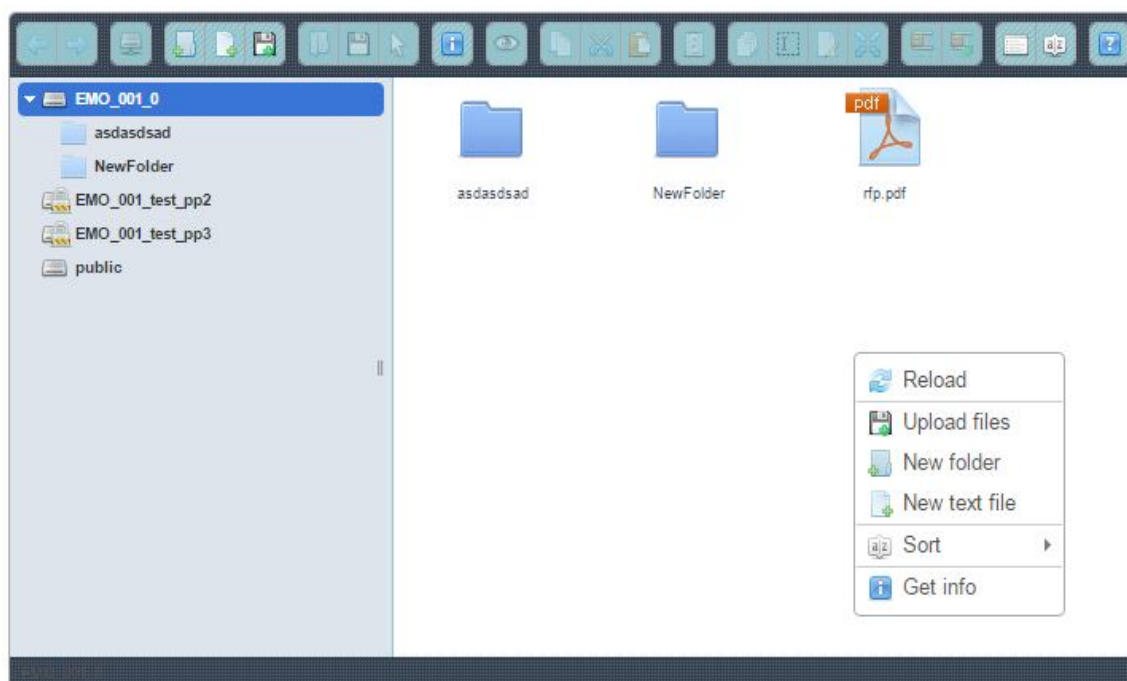 EMO_001_0
asdasdsad
NewFolder
EMO_001_test_pp2
EMO_001_test_pp3
public
asdasdsad
NewFolder
pdf
rfp.pdf
Reload
Upload files
New folder
New text file
Sort
Get info
EMO_001_0